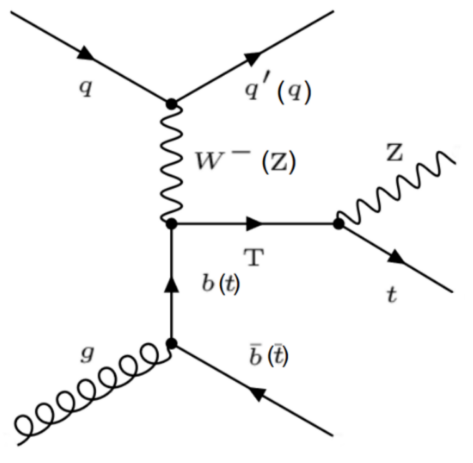 q
q′ (q)
W⁻ (Z)
Z
T
b(t)
t
g
b̄(t̄)